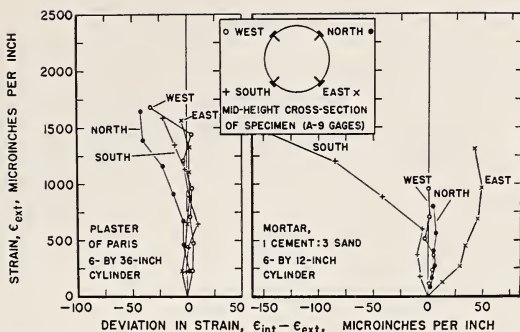 STRAIN, ϵext, MICROINCHES PER INCH
2500
2000
1500
1000
750
500
250
0
WEST
EAST
NORTH
SOUTH
PLASTER
OF PARIS
6- BY 36-INCH
CYLINDER
○ WEST NORTH ●
+ SOUTH EAST ×
MID-HEIGHT CROSS-SECTION
OF SPECIMEN (A-9 GAGES)
SOUTH
WEST
NORTH
EAST
MORTAR,
1 CEMENT: 3 SAND
6- BY 12-INCH
CYLINDER
-100 -50 0 50 -150 -100 -50 0 50
DEVIATION IN STRAIN, ϵint – ϵext, MICROINCHES PER INCH